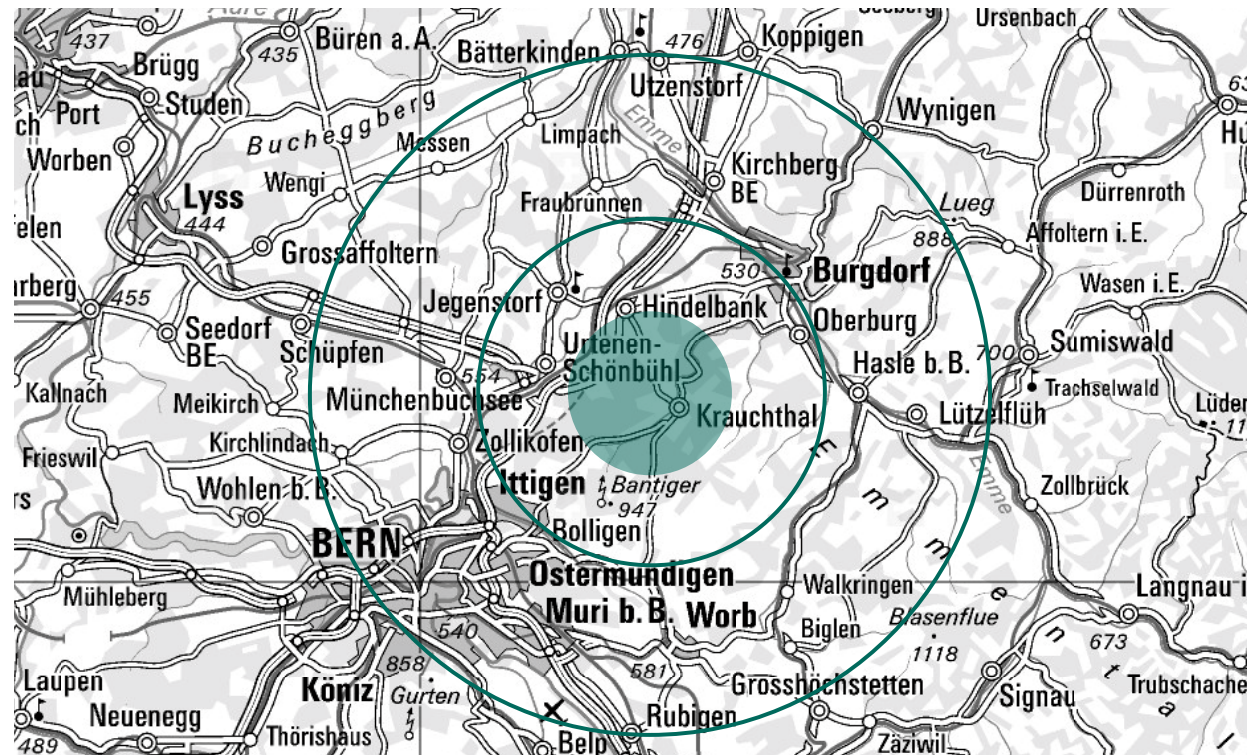 437
435
Büren a. A.
Bätterkinden
476
Koppigen
Ursenbach
Brügg
Utzenstorf
Port
Studen
Bucheggberg
Limpach
Emme
Wynigen
Worben
Messen
Kirchberg
BE
Dürrenroth
Wengi
Lyss
444
Fraubrunnen
Lueg
888
Affoltern i. E.
Grossaffoltern
530
Burgdorf
Wasen i. E.
455
Jegenstorf
Hindelbank
Seedorf
BE
Schüpfen
Urtenen-
Schönbühl
Oberburg
700
Sumiswald
554
Hasle b. B.
Trachselwald
Kallnach
Meikirch
Münchenbuchsee
Krauchthal
Lützelflüh
Kirchlindach
Zollikofen
Emmental
Frieswil
Wohlen b. B.
Ittigen
Bantiger
947
Emme
Zollbrück
BERN
Bolligen
Ostermundigen
Mühleberg
Walkringen
Langnau i
Muri b. B.
Worb
540
Blasenflue
1118
Biglen
673
858
581
Laupen
Köniz
Gurten
Grosshöchstetten
Signau
Neuenegg
Rubigen
489
Thörishaus
Belp
Zäziwil